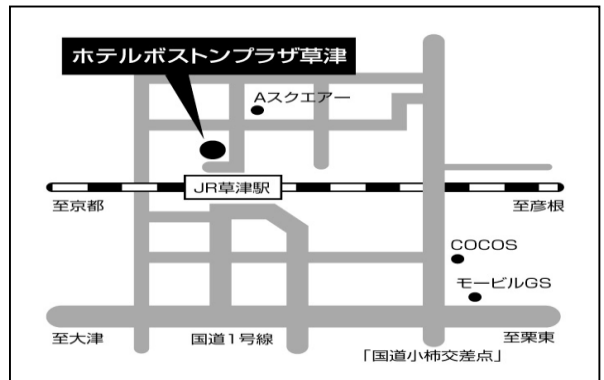 ホテルボストンプラザ草津
Aスクエアー
JR草津駅
至京都
至彦根
COCOS
モービルGS
至大津
国道1号線
至栗東
「国道小柿交差点」